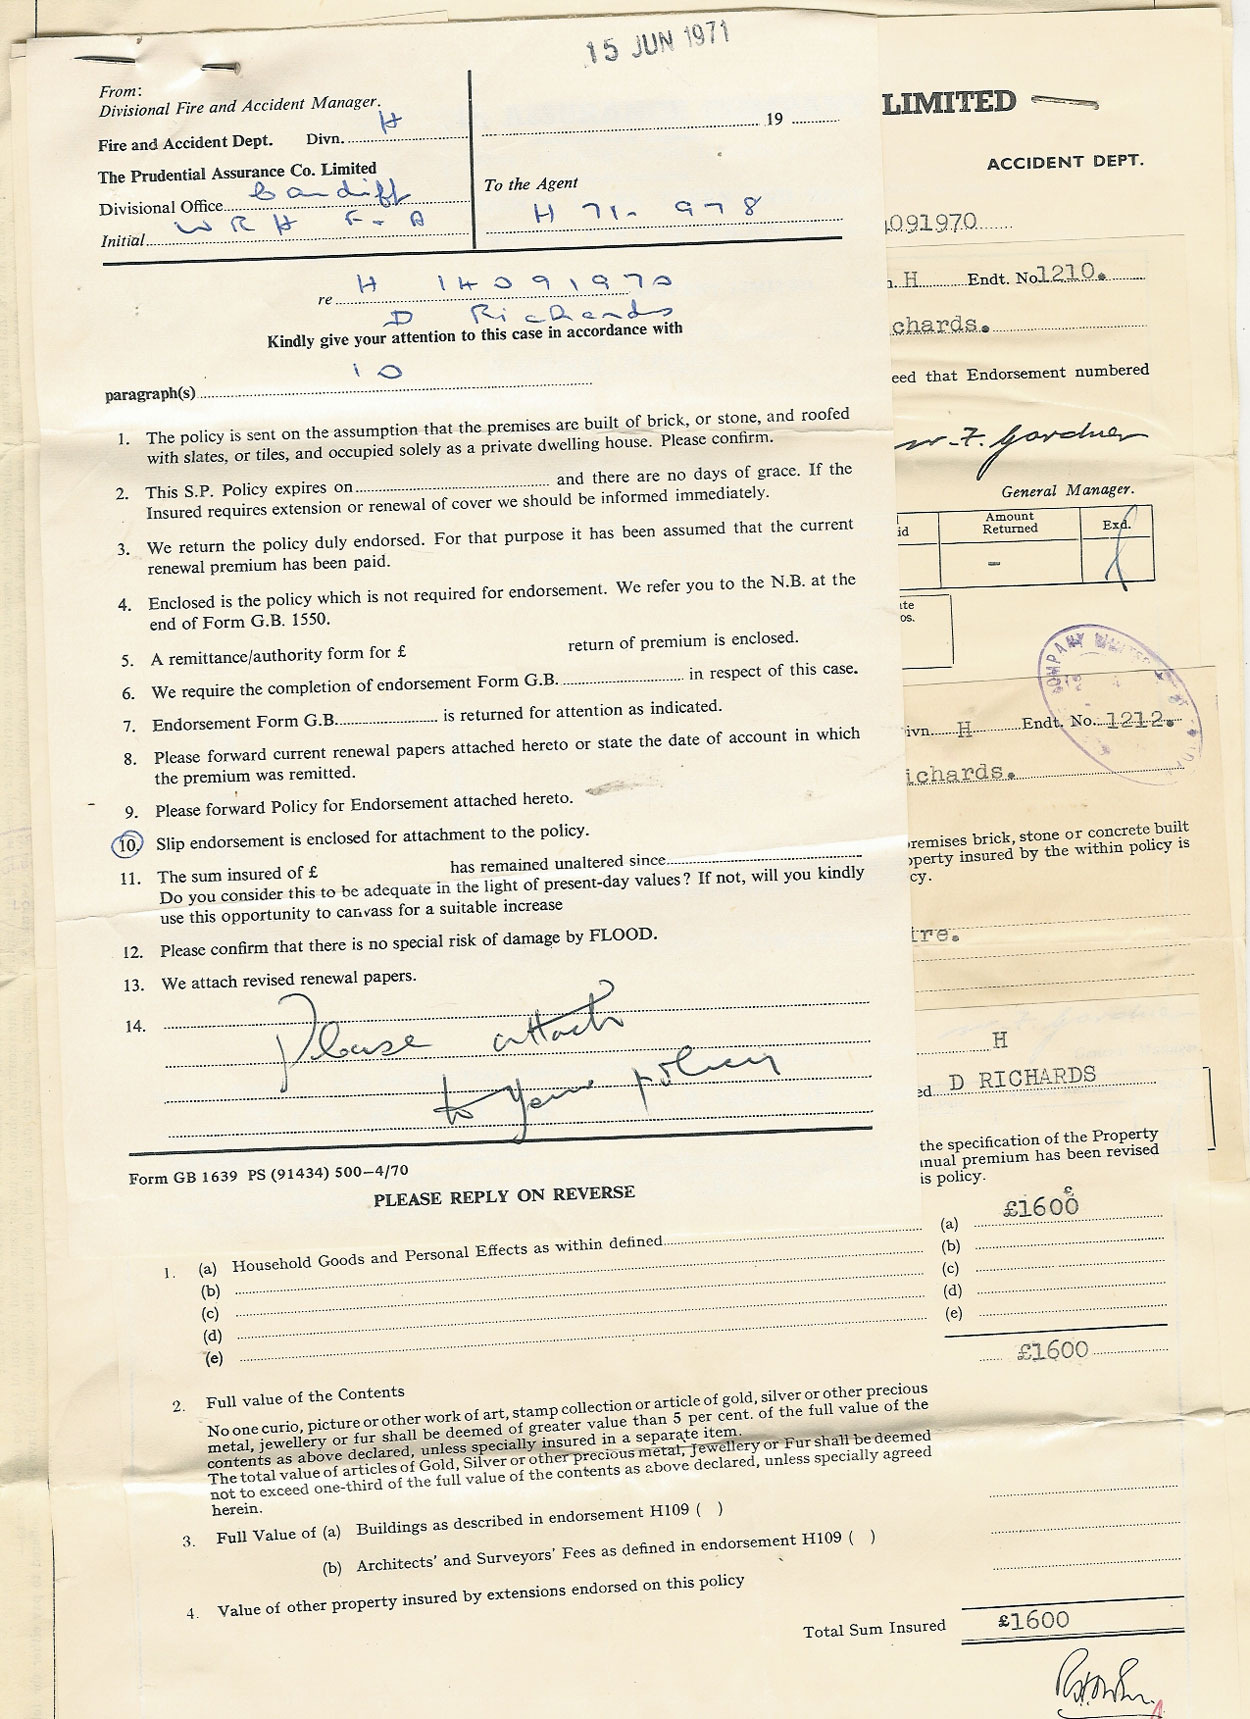 15 JUN 1971
From:
Divisional Fire and Accident Manager.
Fire and Accident Dept. Divn. H
The Prudential Assurance Co. Limited
Divisional Office Cardiff
Initial WRH F-A
19
To the Agent
H 71-978
re H 14091970
D Richards
Kindly give your attention to this case in accordance with
paragraph(s) 10
1. The policy is sent on the assumption that the premises are built of brick, or stone, and roofed
with slates, or tiles, and occupied solely as a private dwelling house. Please confirm.
2. This S.P. Policy expires on and there are no days of grace. If the
Insured requires extension or renewal of cover we should be informed immediately.
3. We return the policy duly endorsed. For that purpose it has been assumed that the current
renewal premium has been paid.
4. Enclosed is the policy which is not required for endorsement. We refer you to the N.B. at the
end of Form G.B. 1550.
5. A remittance/authority form for £ return of premium is enclosed.
6. We require the completion of endorsement Form G.B. in respect of this case.
7. Endorsement Form G.B. is returned for attention as indicated.
8. Please forward current renewal papers attached hereto or state the date of account in which
the premium was remitted.
9. Please forward Policy for Endorsement attached hereto.
10. Slip endorsement is enclosed for attachment to the policy.
11. The sum insured of £ has remained unaltered since
Do you consider this to be adequate in the light of present-day values? If not, will you kindly
use this opportunity to canvass for a suitable increase
12. Please confirm that there is no special risk of damage by FLOOD.
13. We attach revised renewal papers.
14.
Please attach
to your policy
Form GB 1639 PS (91434) 500—4/70
PLEASE REPLY ON REVERSE
LIMITED
ACCIDENT DEPT.
091970
H Endt. No. 1210.
chards.
eed that Endorsement numbered
W. F. Gardner
General Manager.
id Amount Returned Exd.
-
te
os.
COMPANY LIMITED
ivn. H Endt. No. 1212.
ichards.
remises brick, stone or concrete built
operty insured by the within policy is
cy.
ire.
H
ed D RICHARDS
the specification of the Property
nual premium has been revised
is policy.
£
1. (a) Household Goods and Personal Effects as within defined (a) £1600
(b) (b)
(c) (c)
(d) (d)
(e) (e)
£1600
2. Full value of the Contents
No one curio, picture or other work of art, stamp collection or article of gold, silver or other precious
metal, jewellery or fur shall be deemed of greater value than 5 per cent. of the full value of the
contents as above declared, unless specially insured in a separate item.
The total value of articles of Gold, Silver or other precious metal, Jewellery or Fur shall be deemed
not to exceed one-third of the full value of the contents as above declared, unless specially agreed
herein.
3. Full Value of (a) Buildings as described in endorsement H109 ( )
(b) Architects' and Surveyors' Fees as defined in endorsement H109 ( )
4. Value of other property insured by extensions endorsed on this policy
Total Sum Insured £1600